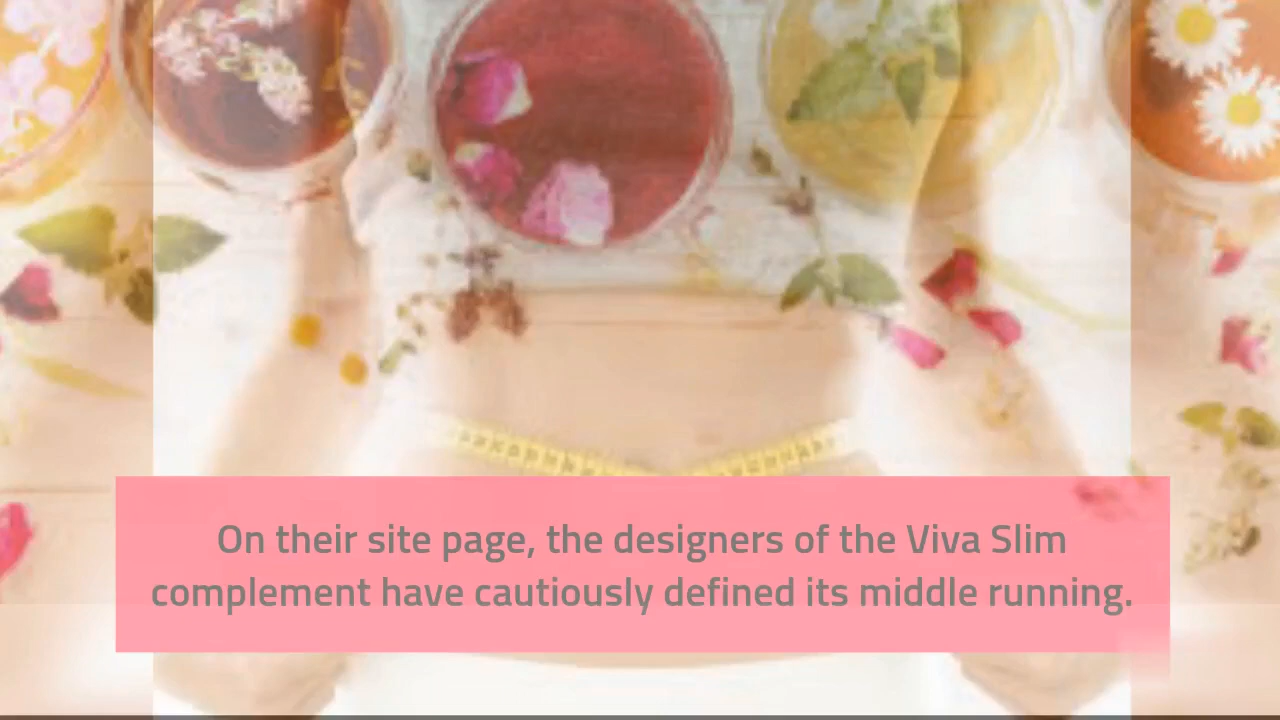 On their site page, the designers of the Viva Slim
complement have cautiously defined its middle running.